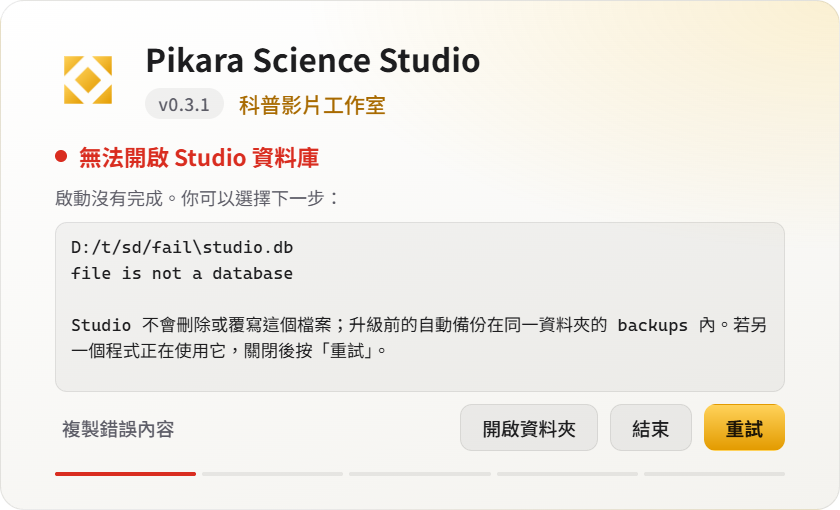 Pikara Science Studio
v0.3.1
科普影片工作室
無法開啟 Studio 資料庫
啟動沒有完成。你可以選擇下一步：
D:/t/sd/fail\studio.db
file is not a database
Studio 不會刪除或覆寫這個檔案；升級前的自動備份在同一資料夾的 backups 內。若另
一個程式正在使用它，關閉後按「重試」。
複製錯誤內容
開啟資料夾
結束
重試